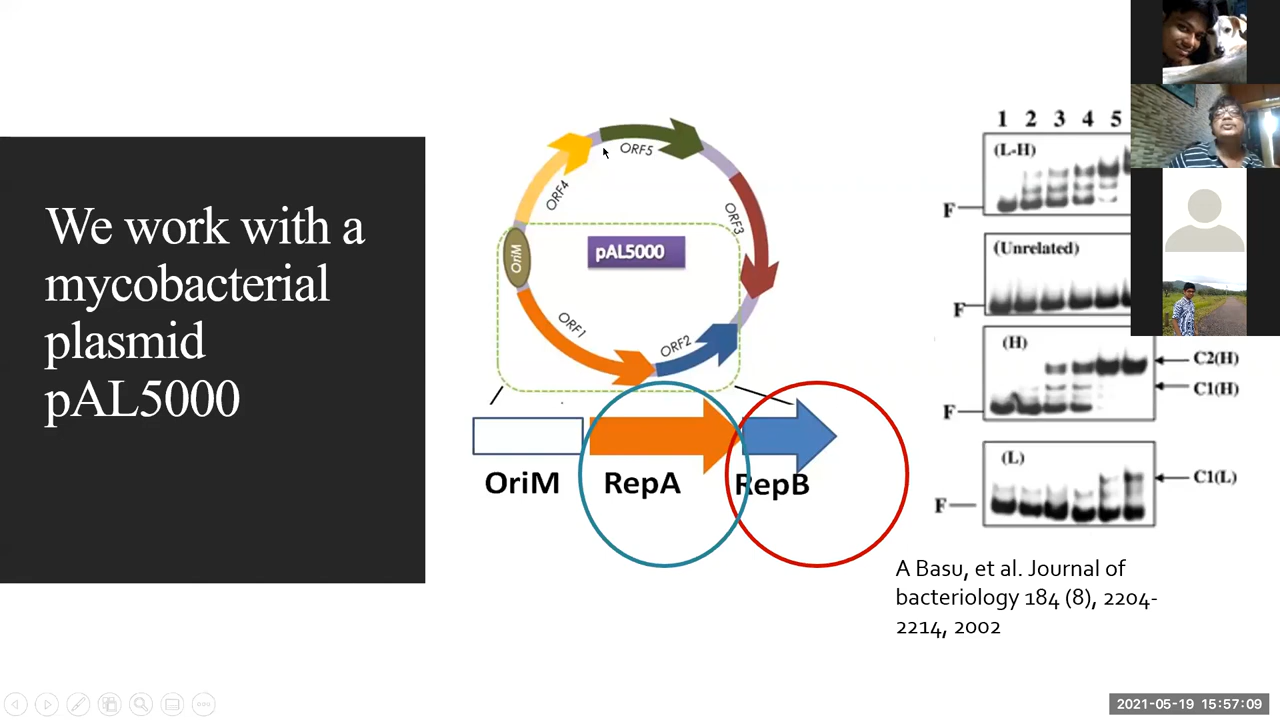 We work with a
mycobacterial
plasmid
pAL5000
ORF5
ORF4
ORF3
OriM
pAL5000
ORF1
ORF2
OriM
RepA
RepB
1 2 3 4 5
(L-H)
F
(Unrelated)
F
(H)
C2(H)
C1(H)
F
(L)
C1(L)
F
A Basu, et al. Journal of
bacteriology 184 (8), 2204-
2214, 2002
2021-05-19 15:57:09